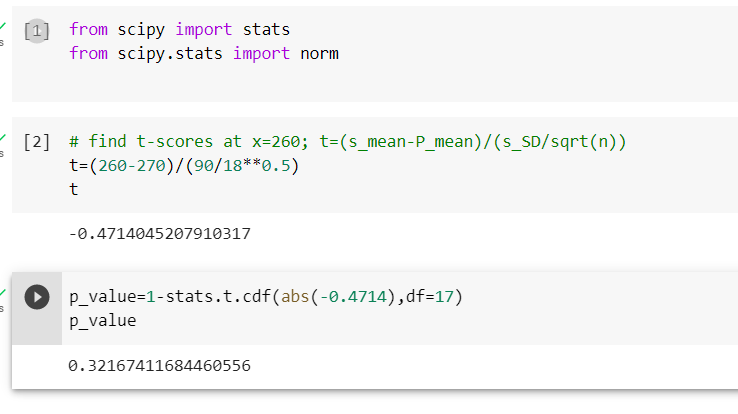 [1] from scipy import stats
s from scipy.stats import norm
[2] # find t-scores at x=260; t=(s_mean-P_mean)/(s_SD/sqrt(n))
s t=(260-270)/(90/18**0.5)
t
-0.4714045207910317
p_value=1-stats.t.cdf(abs(-0.4714),df=17)
s p_value
0.32167411684460556